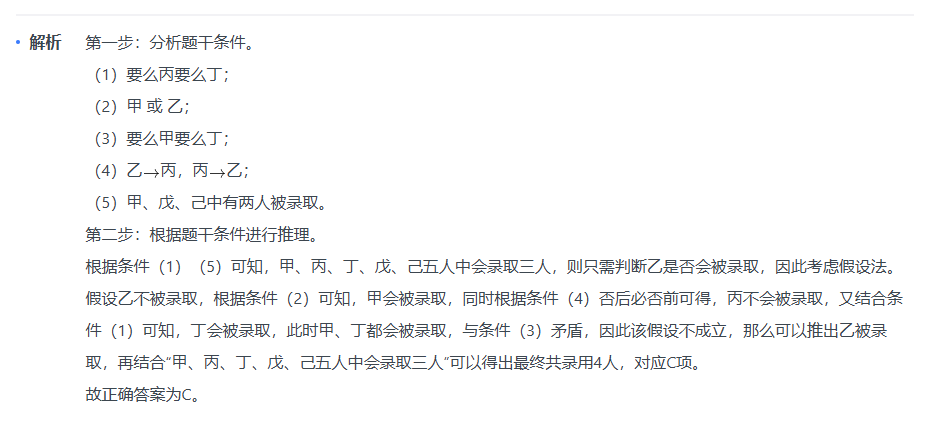 • 解析 第一步：分析题干条件。
（1）要么丙要么丁；
（2）甲 或 乙；
（3）要么甲要么丁；
（4）乙→丙，丙→乙；
（5）甲、戊、己中有两人被录取。
第二步：根据题干条件进行推理。
根据条件（1）（5）可知，甲、丙、丁、戊、己五人中会录取三人，则只需判断乙是否会被录取，因此考虑假设法。
假设乙不被录取，根据条件（2）可知，甲会被录取，同时根据条件（4）否后必否前可得，丙不会被录取，又结合条
件（1）可知，丁会被录取，此时甲、丁都会被录取，与条件（3）矛盾，因此该假设不成立，那么可以推出乙被录
取，再结合“甲、丙、丁、戊、己五人中会录取三人”可以得出最终共录用4人，对应C项。
故正确答案为C。